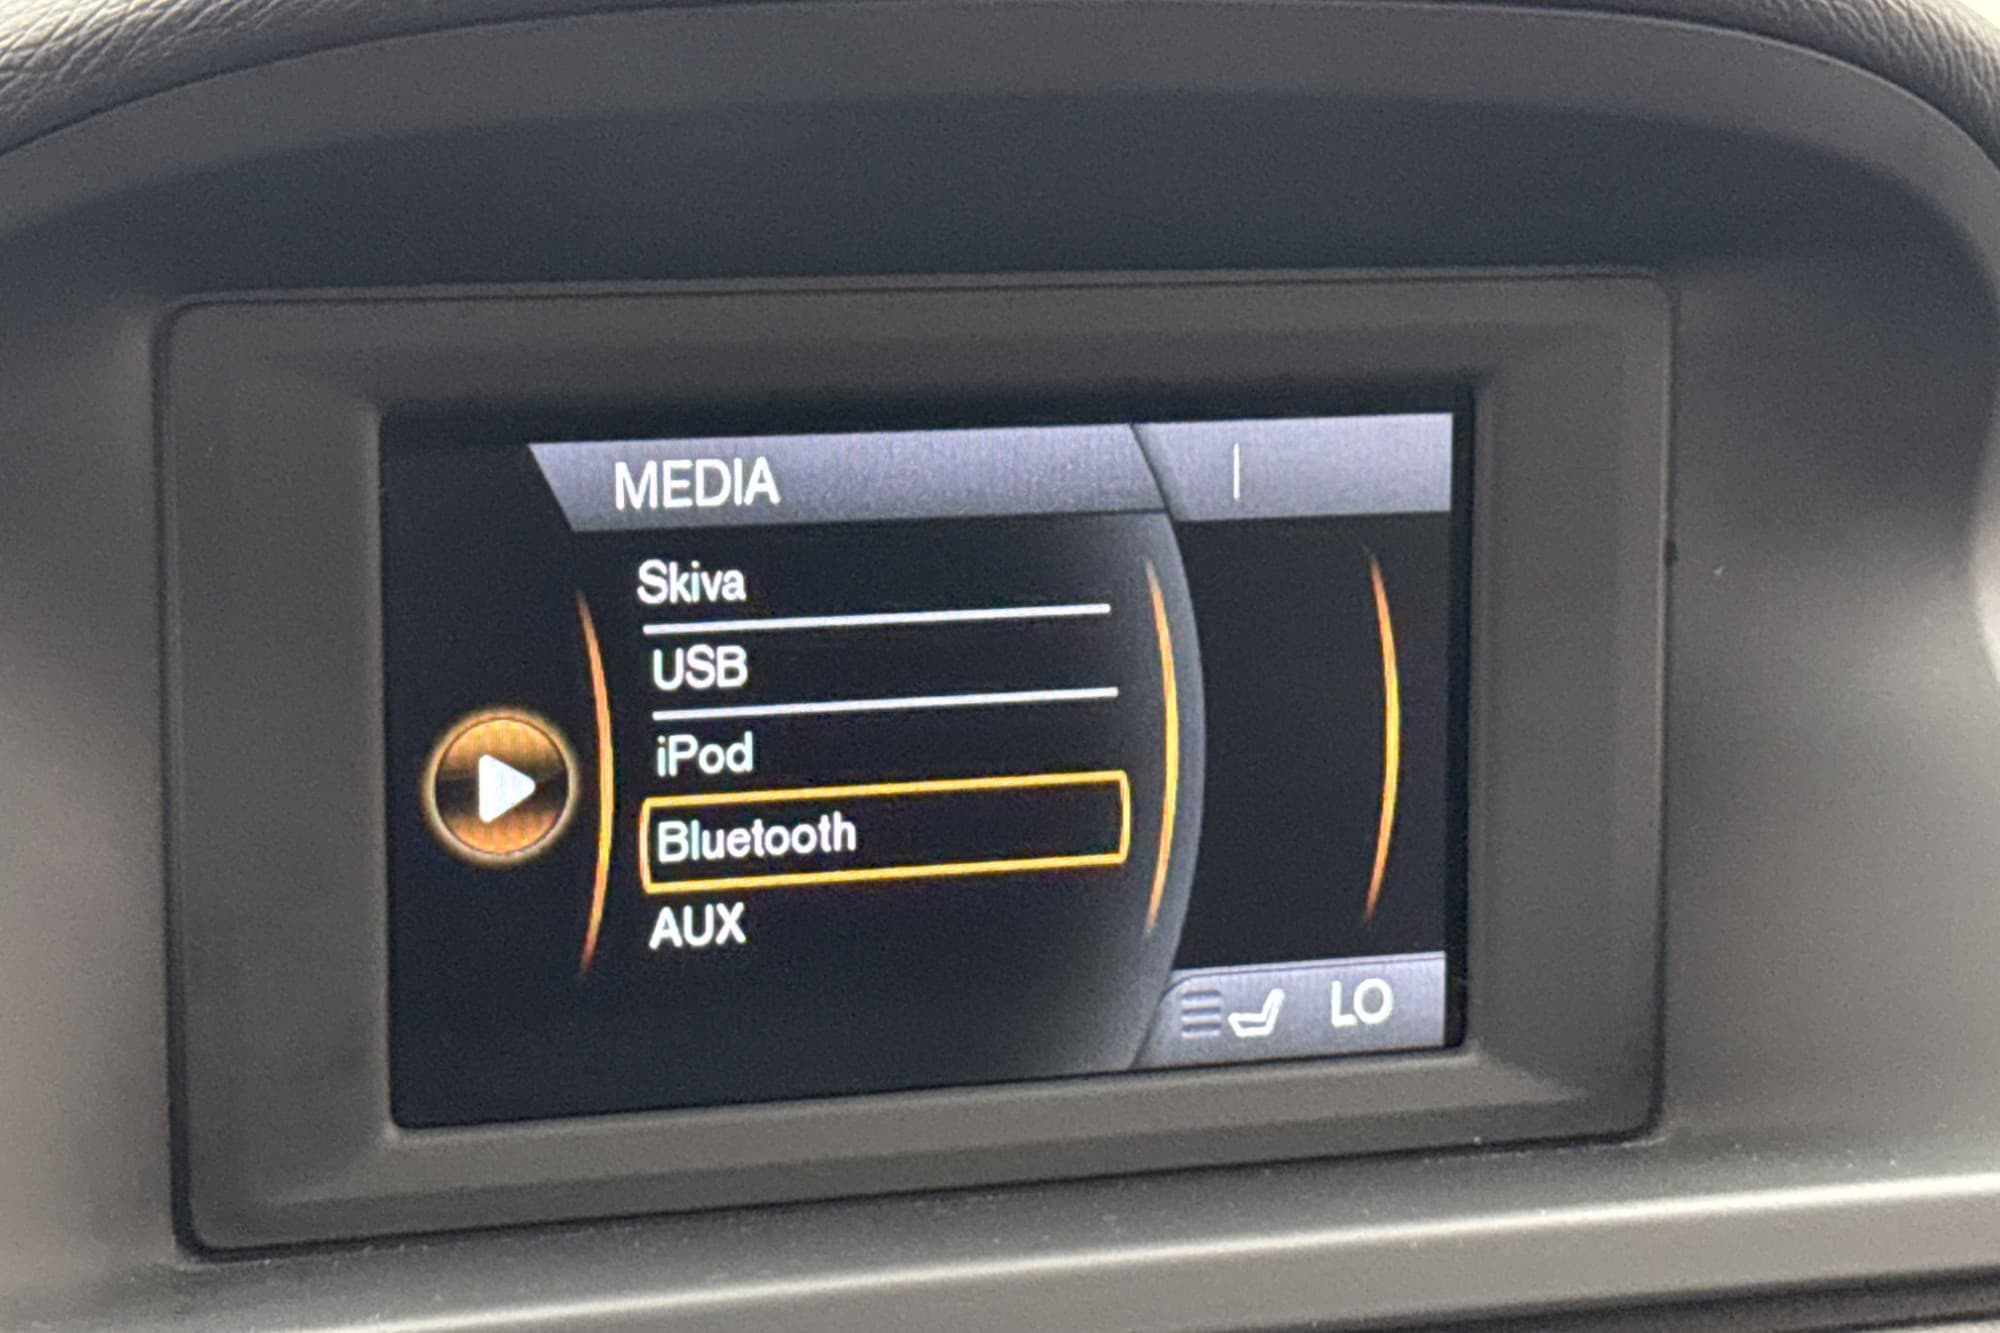 MEDIA
Skiva
USB
iPod
Bluetooth
AUX
LO